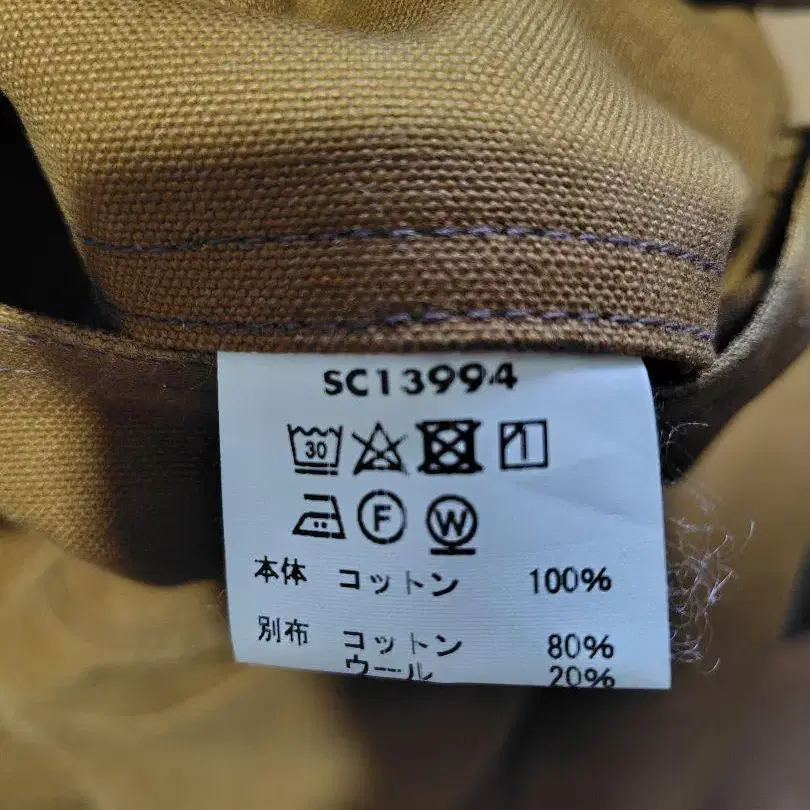 SC13994
30
F W
本体 コットン 100%
別布 コットン 80%
ウール 20%